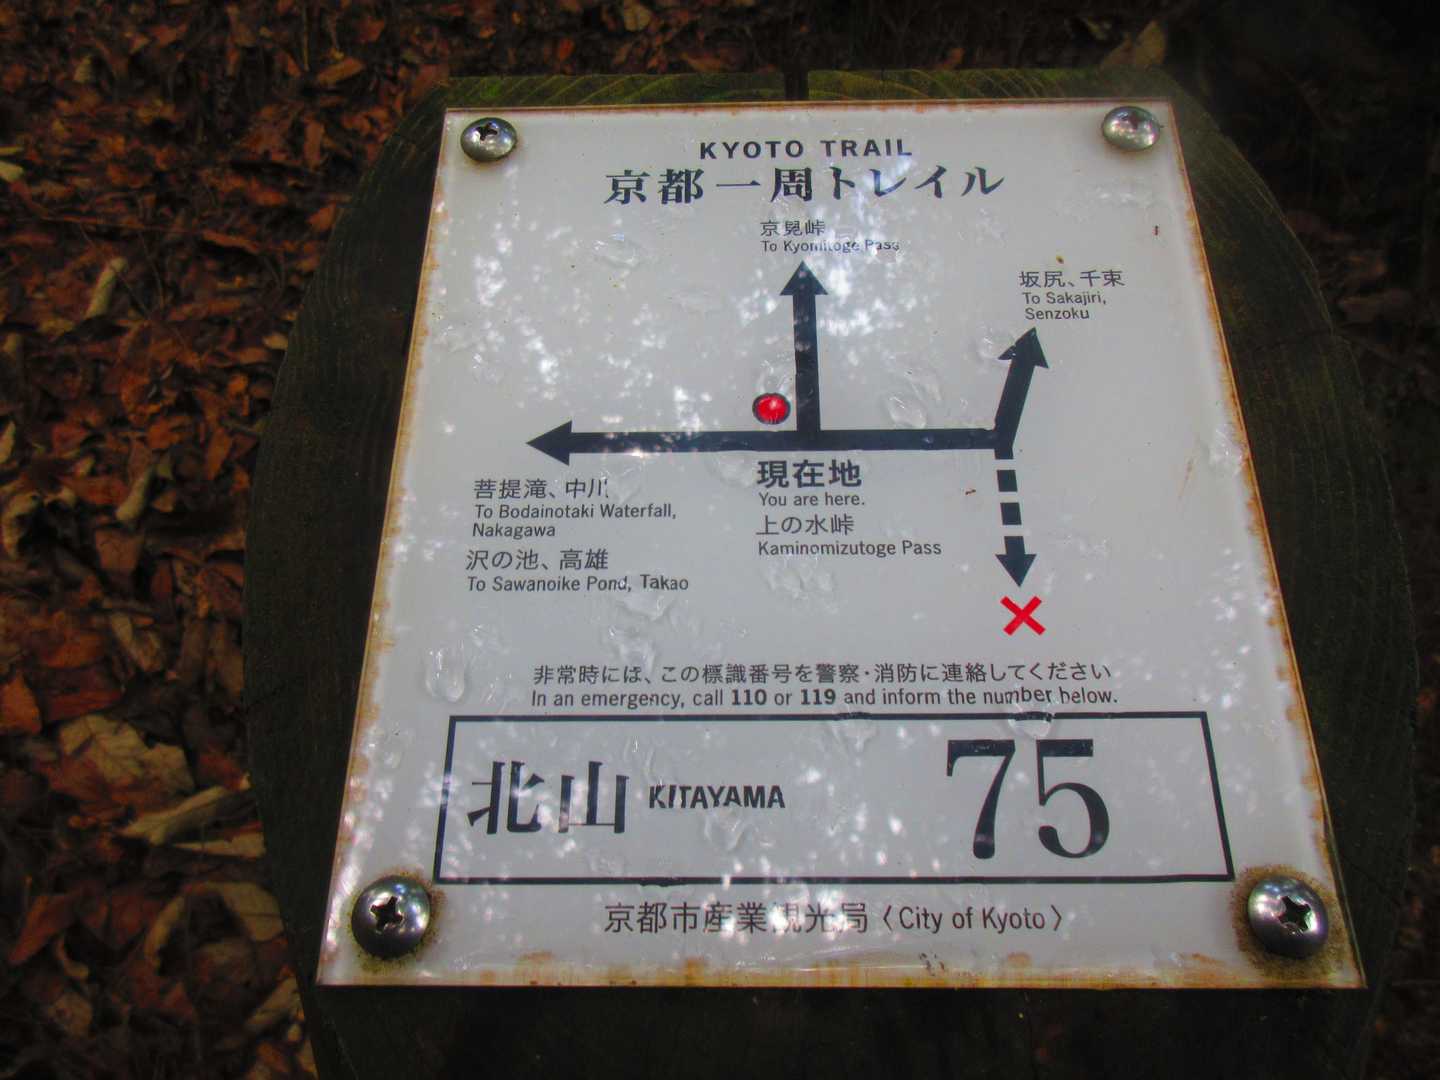 KYOTO TRAIL
京都一周トレイル
京見峠
To Kyomitoge Pass
坂尻、千束
To Sakajiri,
Senzoku
菩提滝、中川
To Bodainotaki Waterfall,
Nakagawa
沢の池、高雄
To Sawanoike Pond, Takao
現在地
You are here.
上の水峠
Kaminomizutoge Pass
非常時には、この標識番号を警察・消防に連絡してください
In an emergency, call 110 or 119 and inform the number below.
北山 KITAYAMA 75
京都市産業観光局〈City of Kyoto〉